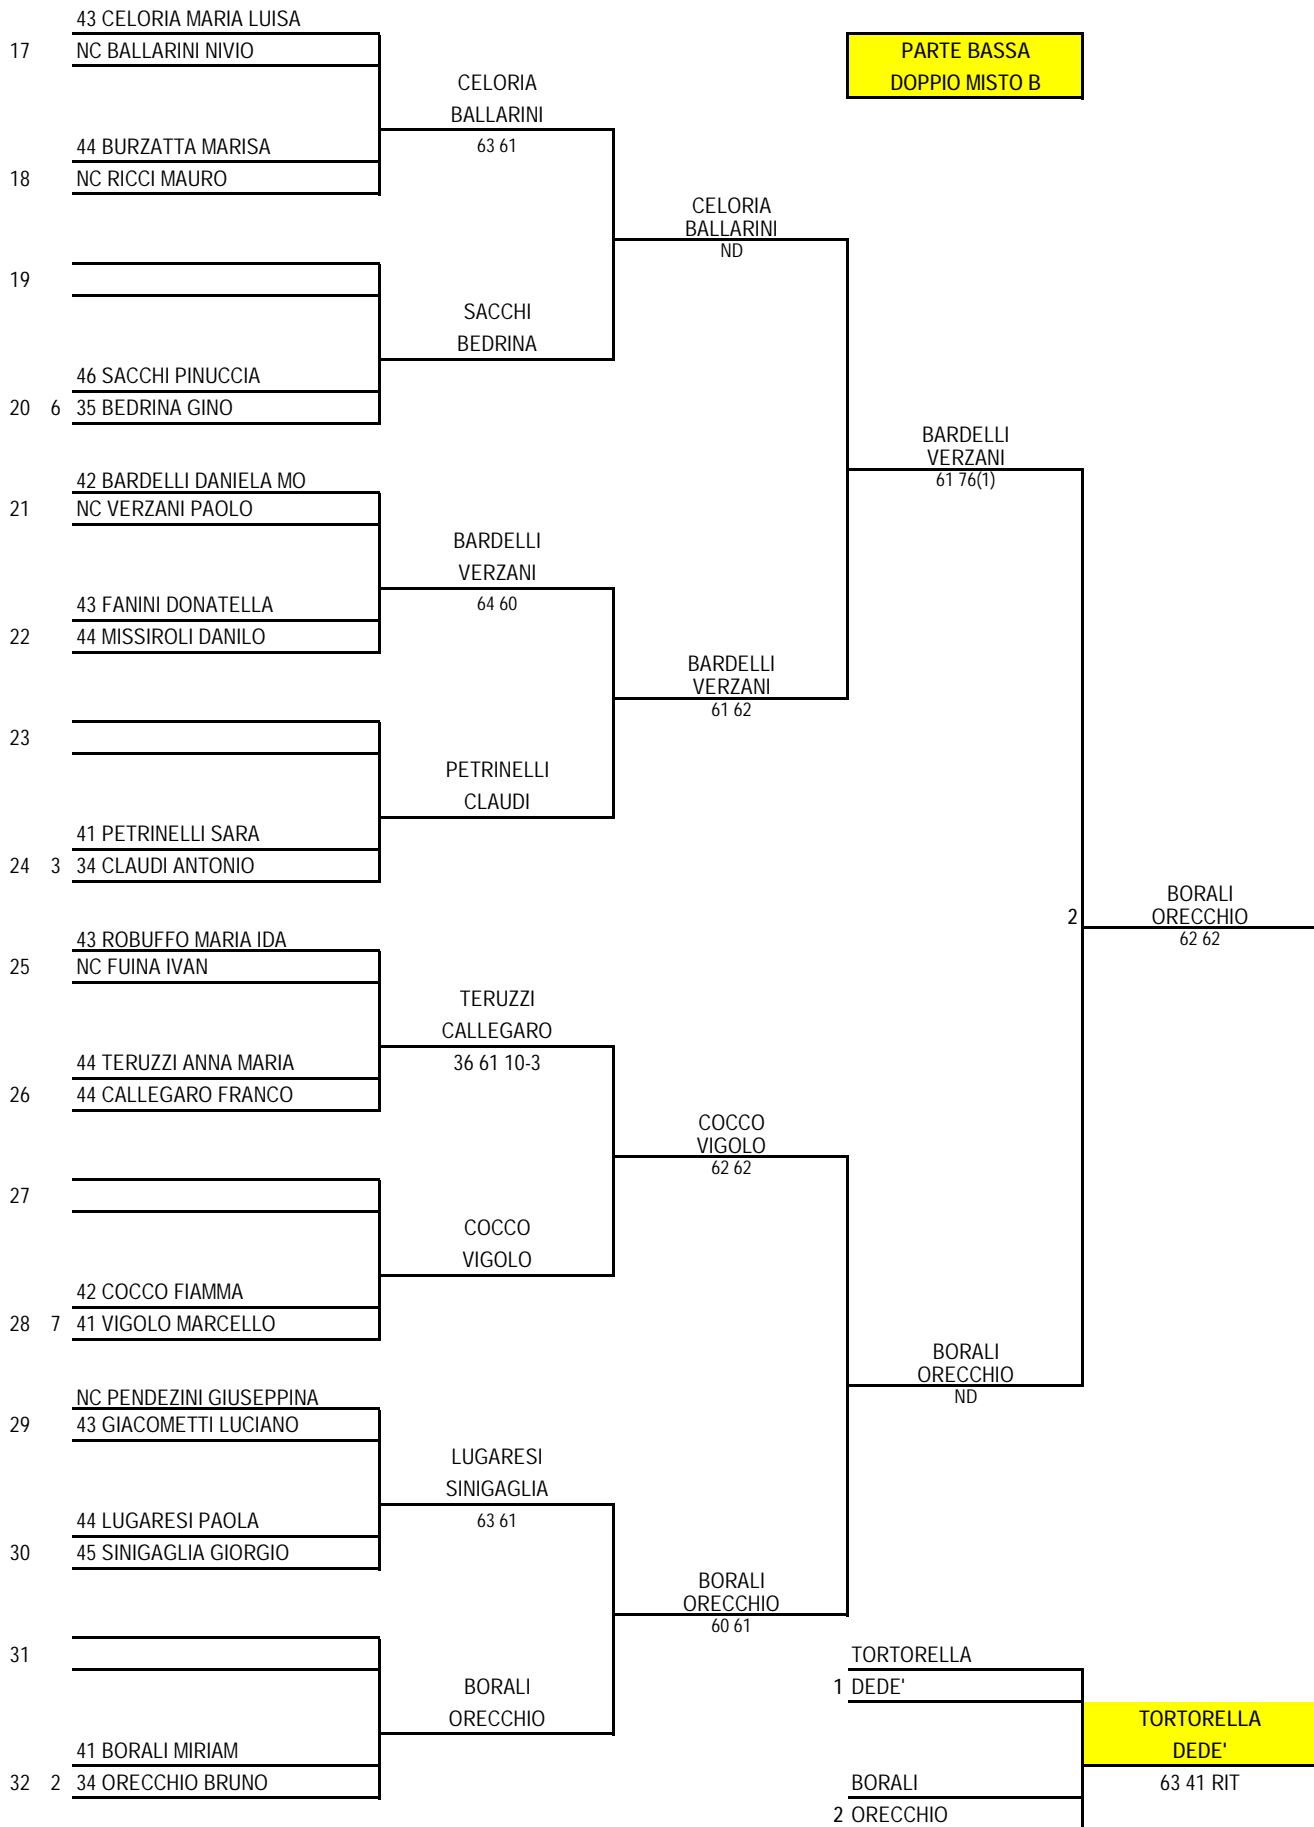 43 CELORIA MARIA LUISA
17 NC BALLARINI NIVIO
PARTE BASSA
DOPPIO MISTO B
CELORIA
BALLARINI
63 61
44 BURZATTA MARISA
18 NC RICCI MAURO
CELORIA
BALLARINI
ND
19
SACCHI
BEDRINA
46 SACCHI PINUCCIA
20 6 35 BEDRINA GINO
BARDELLI
VERZANI
61 76(1)
42 BARDELLI DANIELA MO
21 NC VERZANI PAOLO
BARDELLI
VERZANI
64 60
43 FANINI DONATELLA
22 44 MISSIROLI DANILO
BARDELLI
VERZANI
61 62
23
PETRINELLI
CLAUDI
41 PETRINELLI SARA
24 3 34 CLAUDI ANTONIO
2
BORALI
ORECCHIO
62 62
43 ROBUFFO MARIA IDA
25 NC FUINA IVAN
TERUZZI
CALLEGARO
36 61 10-3
44 TERUZZI ANNA MARIA
26 44 CALLEGARO FRANCO
COCCO
VIGOLO
62 62
27
COCCO
VIGOLO
42 COCCO FIAMMA
28 7 41 VIGOLO MARCELLO
BORALI
ORECCHIO
ND
NC PENDEZINI GIUSEPPINA
29 43 GIACOMETTI LUCIANO
LUGARESI
SINIGAGLIA
63 61
44 LUGARESI PAOLA
30 45 SINIGAGLIA GIORGIO
BORALI
ORECCHIO
60 61
31
BORALI
ORECCHIO
41 BORALI MIRIAM
32 2 34 ORECCHIO BRUNO
TORTORELLA
1 DEDE'
TORTORELLA
DEDE'
63 41 RIT
BORALI
2 ORECCHIO